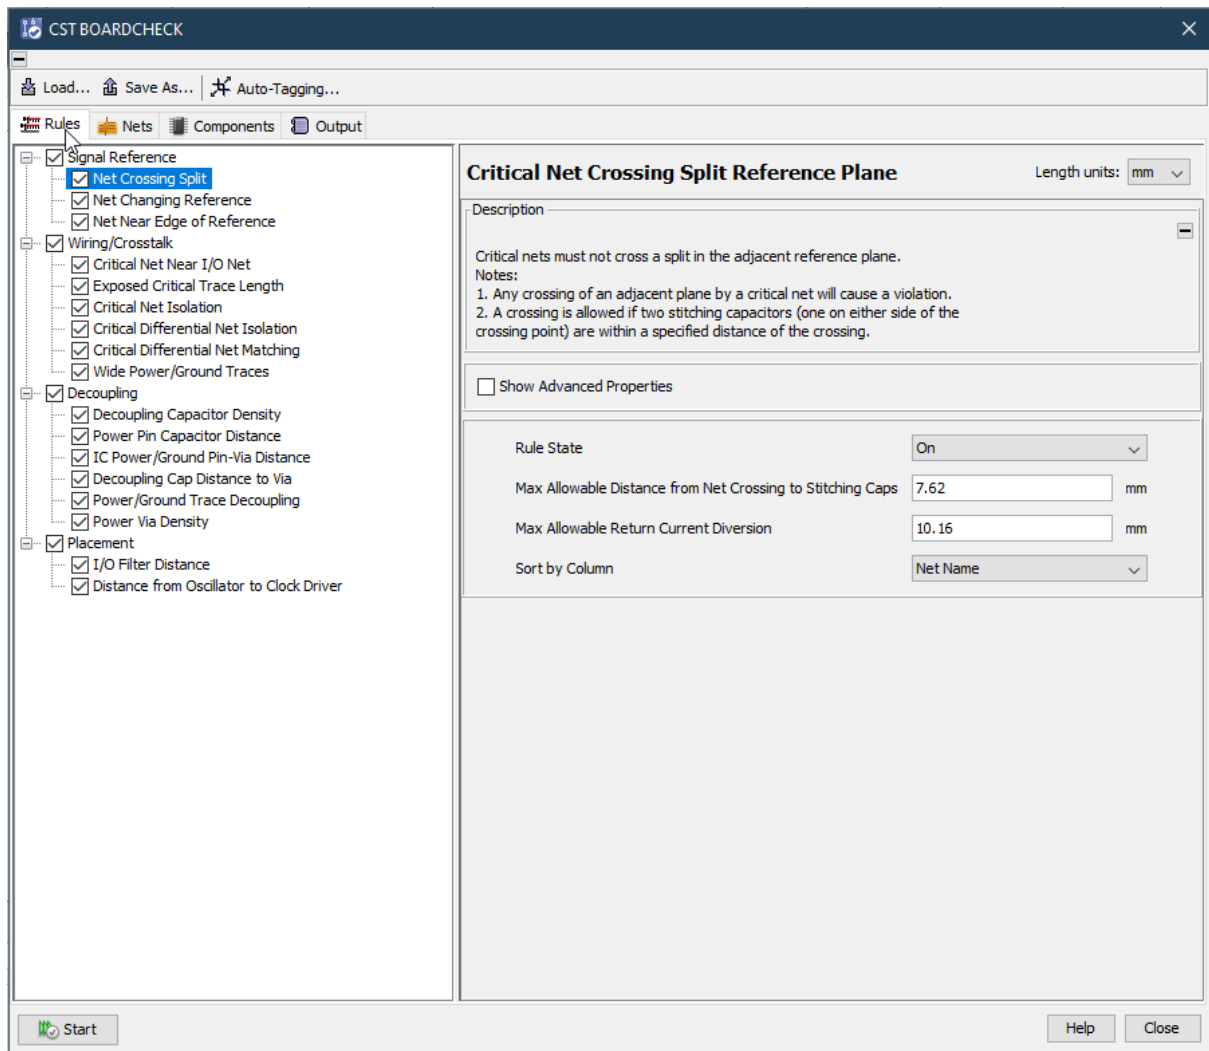 CST BOARDCHECK
Load... Save As... Auto-Tagging...
Rules Nets Components Output
Signal Reference
Net Crossing Split
Net Changing Reference
Net Near Edge of Reference
Wiring/Crosstalk
Critical Net Near I/O Net
Exposed Critical Trace Length
Critical Net Isolation
Critical Differential Net Isolation
Critical Differential Net Matching
Wide Power/Ground Traces
Decoupling
Decoupling Capacitor Density
Power Pin Capacitor Distance
IC Power/Ground Pin-Via Distance
Decoupling Cap Distance to Via
Power/Ground Trace Decoupling
Power Via Density
Placement
I/O Filter Distance
Distance from Oscillator to Clock Driver
Critical Net Crossing Split Reference Plane Length units: mm
Description
Critical nets must not cross a split in the adjacent reference plane.
Notes:
1. Any crossing of an adjacent plane by a critical net will cause a violation.
2. A crossing is allowed if two stitching capacitors (one on either side of the
crossing point) are within a specified distance of the crossing.
Show Advanced Properties
Rule State On
Max Allowable Distance from Net Crossing to Stitching Caps 7.62 mm
Max Allowable Return Current Diversion 10.16 mm
Sort by Column Net Name
Start Help Close